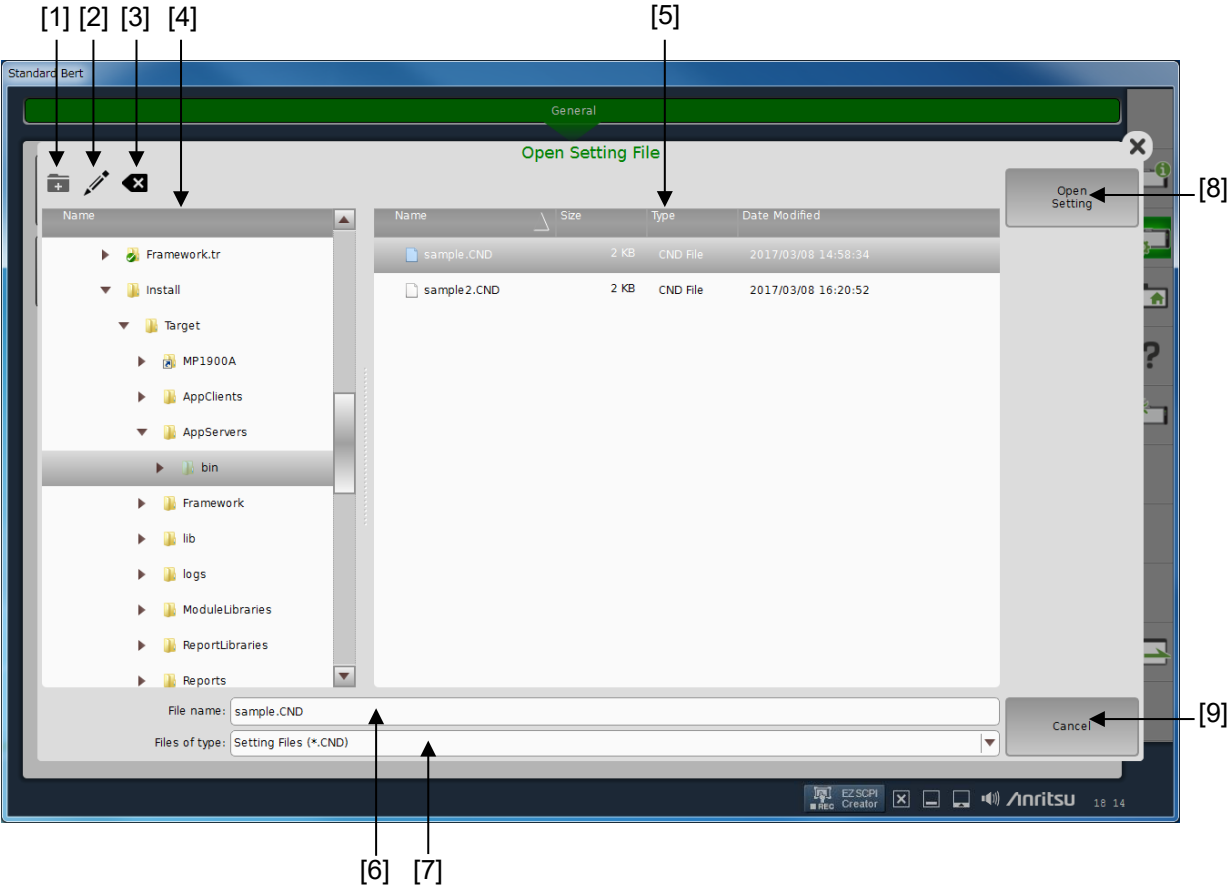 [1] [2] [3] [4] [5]
Standard Bert
General
Open Setting File
Name
Name Size Type Date Modified
Open
Setting
[8]
Framework.tr
sample.CND 2 KB CND File 2017/03/08 14:58:34
Install
sample2.CND 2 KB CND File 2017/03/08 16:20:52
Target
MP1900A
AppClients
AppServers
bin
Framework
lib
logs
ModuleLibraries
ReportLibraries
Reports
File name: sample.CND
Files of type: Setting Files (*.CND)
Cancel
[9]
REC
EZ SCPI
Creator
Anritsu 18 14
[6] [7]